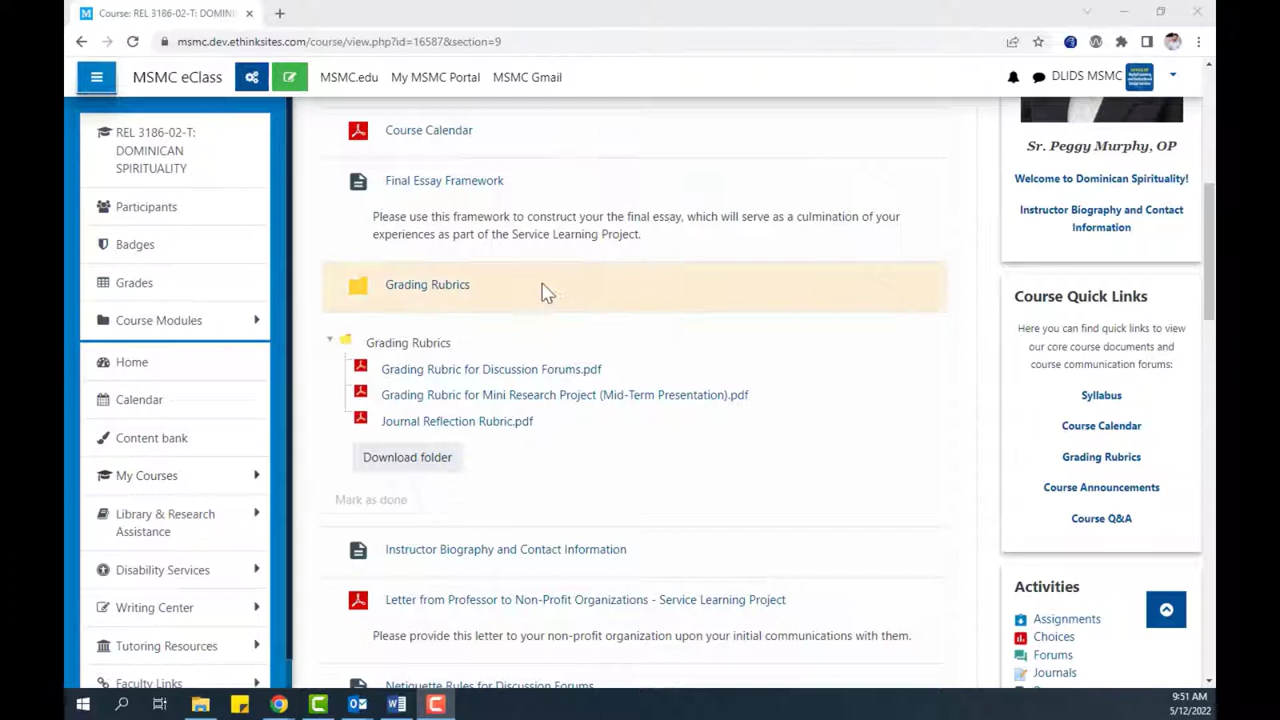 Course: REL 3186-02-T: DOMINI
msmc.dev.ethinksites.com/course/view.php?id=16587&section=9
MSMC eClass
MSMC.edu
My MSMC Portal
MSMC Gmail
DLIDS MSMC
REL 3186-02-T:
DOMINICAN
SPIRITUALITY
Participants
Badges
Grades
Course Modules
Home
Calendar
Content bank
My Courses
Library & Research
Assistance
Disability Services
Writing Center
Tutoring Resources
Faculty Links
Course Calendar
Final Essay Framework
Please use this framework to construct your the final essay, which will serve as a culmination of your
experiences as part of the Service Learning Project.
Grading Rubrics
Grading Rubrics
Grading Rubric for Discussion Forums.pdf
Grading Rubric for Mini Research Project (Mid-Term Presentation).pdf
Journal Reflection Rubric.pdf
Download folder
Mark as done
Instructor Biography and Contact Information
Letter from Professor to Non-Profit Organizations - Service Learning Project
Please provide this letter to your non-profit organization upon your initial communications with them.
Netiquette Rules for Discussion Forums
Sr. Peggy Murphy, OP
Welcome to Dominican Spirituality!
Instructor Biography and Contact
Information
Course Quick Links
Here you can find quick links to view
our core course documents and
course communication forums:
Syllabus
Course Calendar
Grading Rubrics
Course Announcements
Course Q&A
Activities
Assignments
Choices
Forums
Journals
9:51 AM
5/12/2022